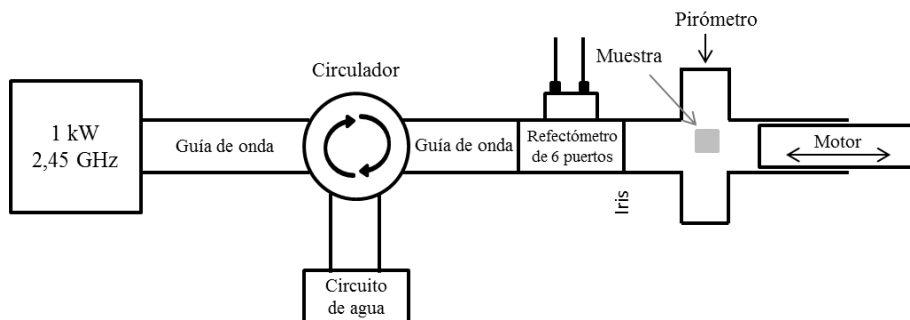 Pirómetro
Muestra
Circulador
1 kW
2,45 GHz
Guía de onda
Guía de onda
Refectómetro
de 6 puertos
Motor
Iris
Circuito
de agua